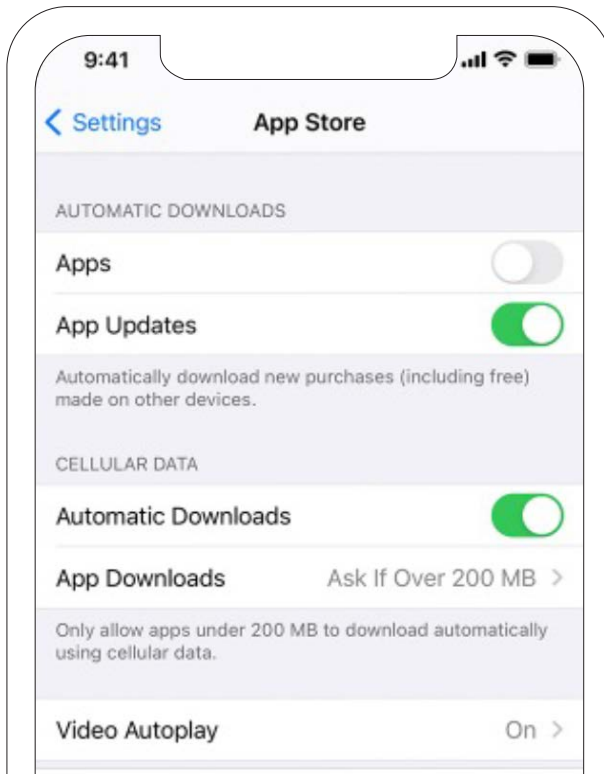 9:41
Settings
App Store
AUTOMATIC DOWNLOADS
Apps
App Updates
Automatically download new purchases (including free)
made on other devices.
CELLULAR DATA
Automatic Downloads
App Downloads Ask If Over 200 MB
Only allow apps under 200 MB to download automatically
using cellular data.
Video Autoplay On